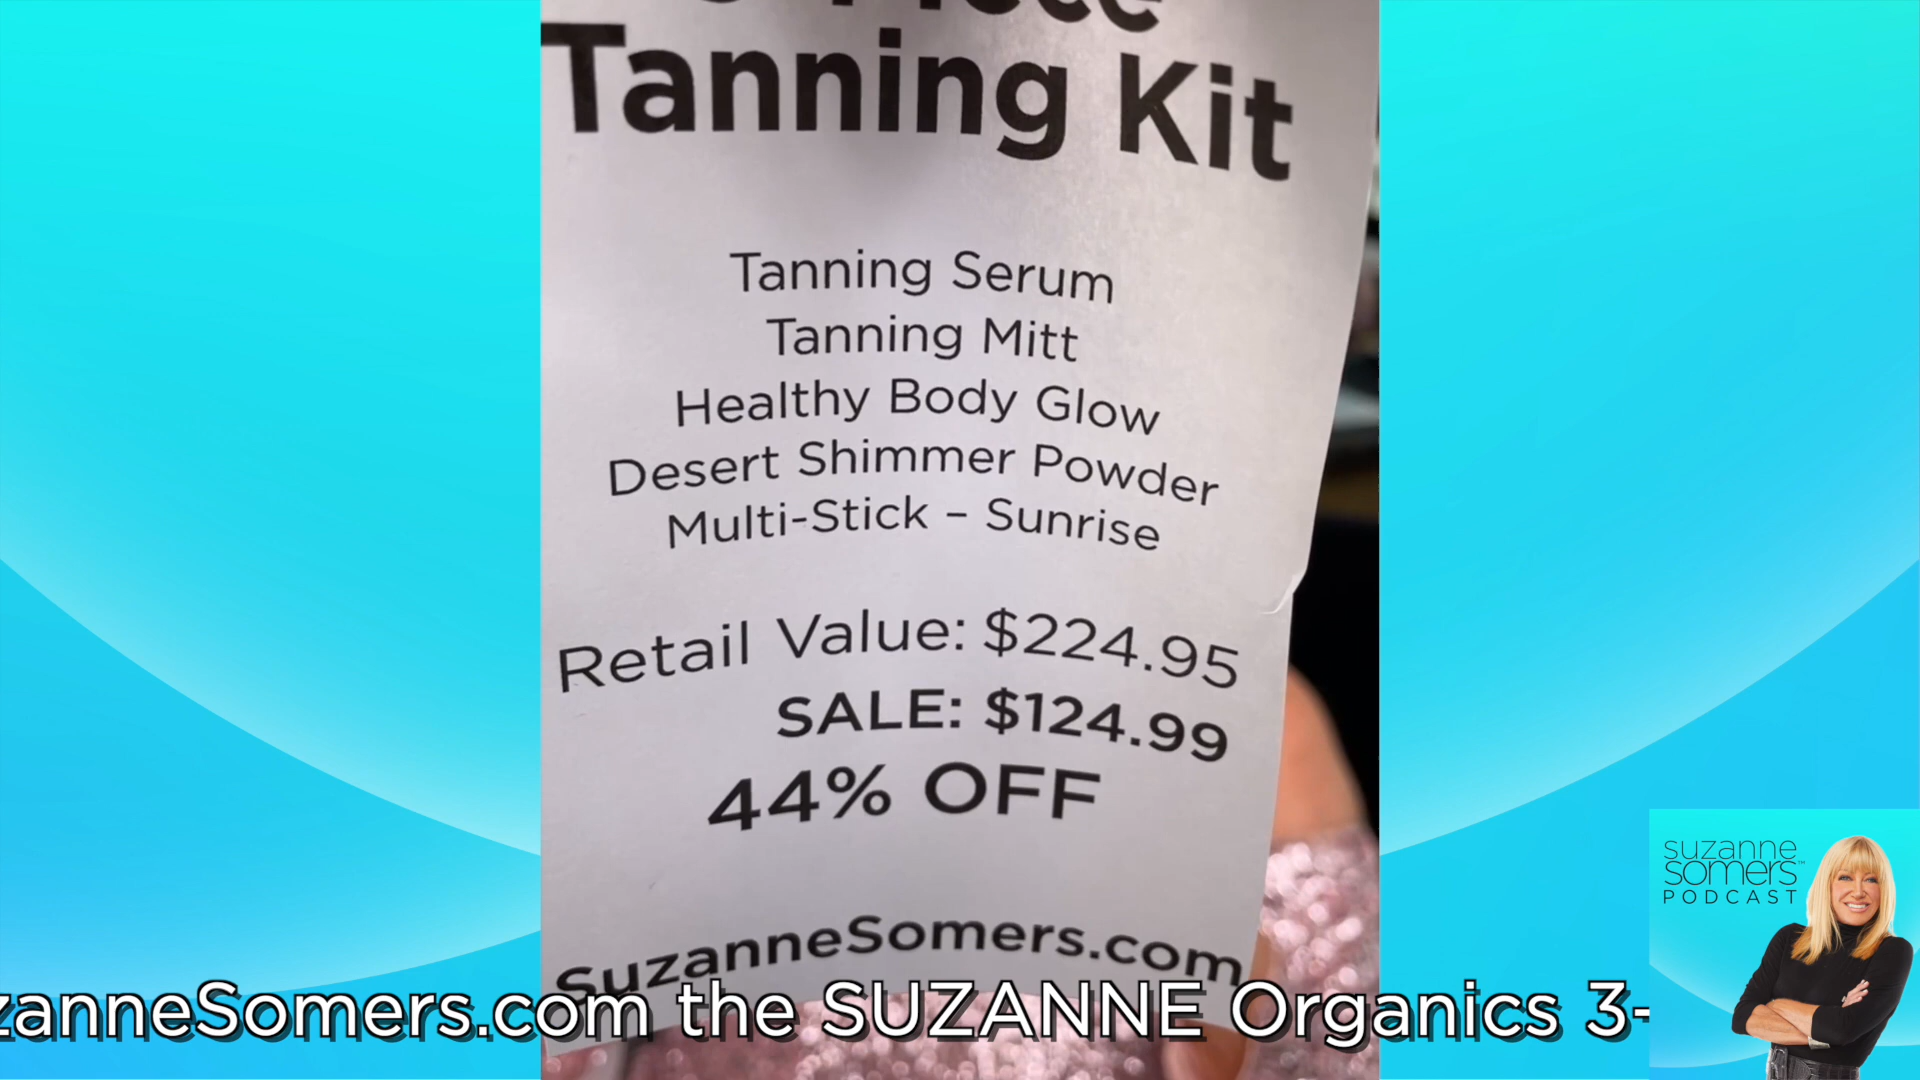 Tanning Kit
Tanning Serum
Tanning Mitt
Healthy Body Glow
Desert Shimmer Powder
Multi-Stick – Sunrise
Retail Value: $224.95
SALE: $124.99
44% OFF
SuzanneSomers.com
zanneSomers.com the SUZANNE Organics 3-
suzanne
somers™
PODCAST